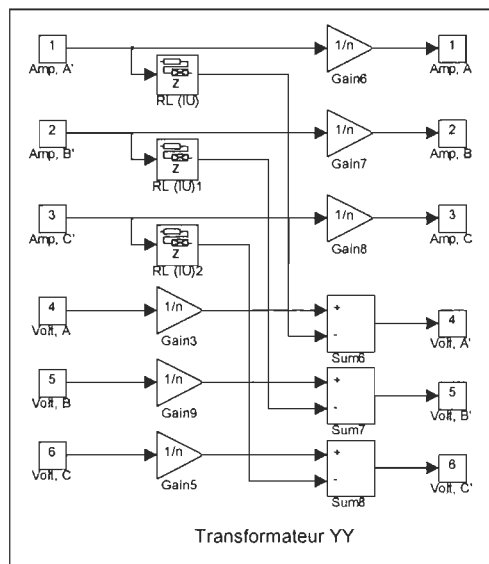 1
Amp, A'
1/n
Gain6
1
Amp, A
Z
RL (IU)
2
Amp, B'
1/n
Gain7
2
Amp, B
Z
RL (IU)1
3
Amp, C'
1/n
Gain8
3
Amp, C
Z
RL (IU)2
4
Volt, A
1/n
Gain3
+
-
Sum6
4
Volt, A'
5
Volt, B
1/n
Gain9
+
-
Sum7
5
Volt, B'
6
Volt, C
1/n
Gain5
+
-
Sum8
6
Volt, C'
Transformateur YY